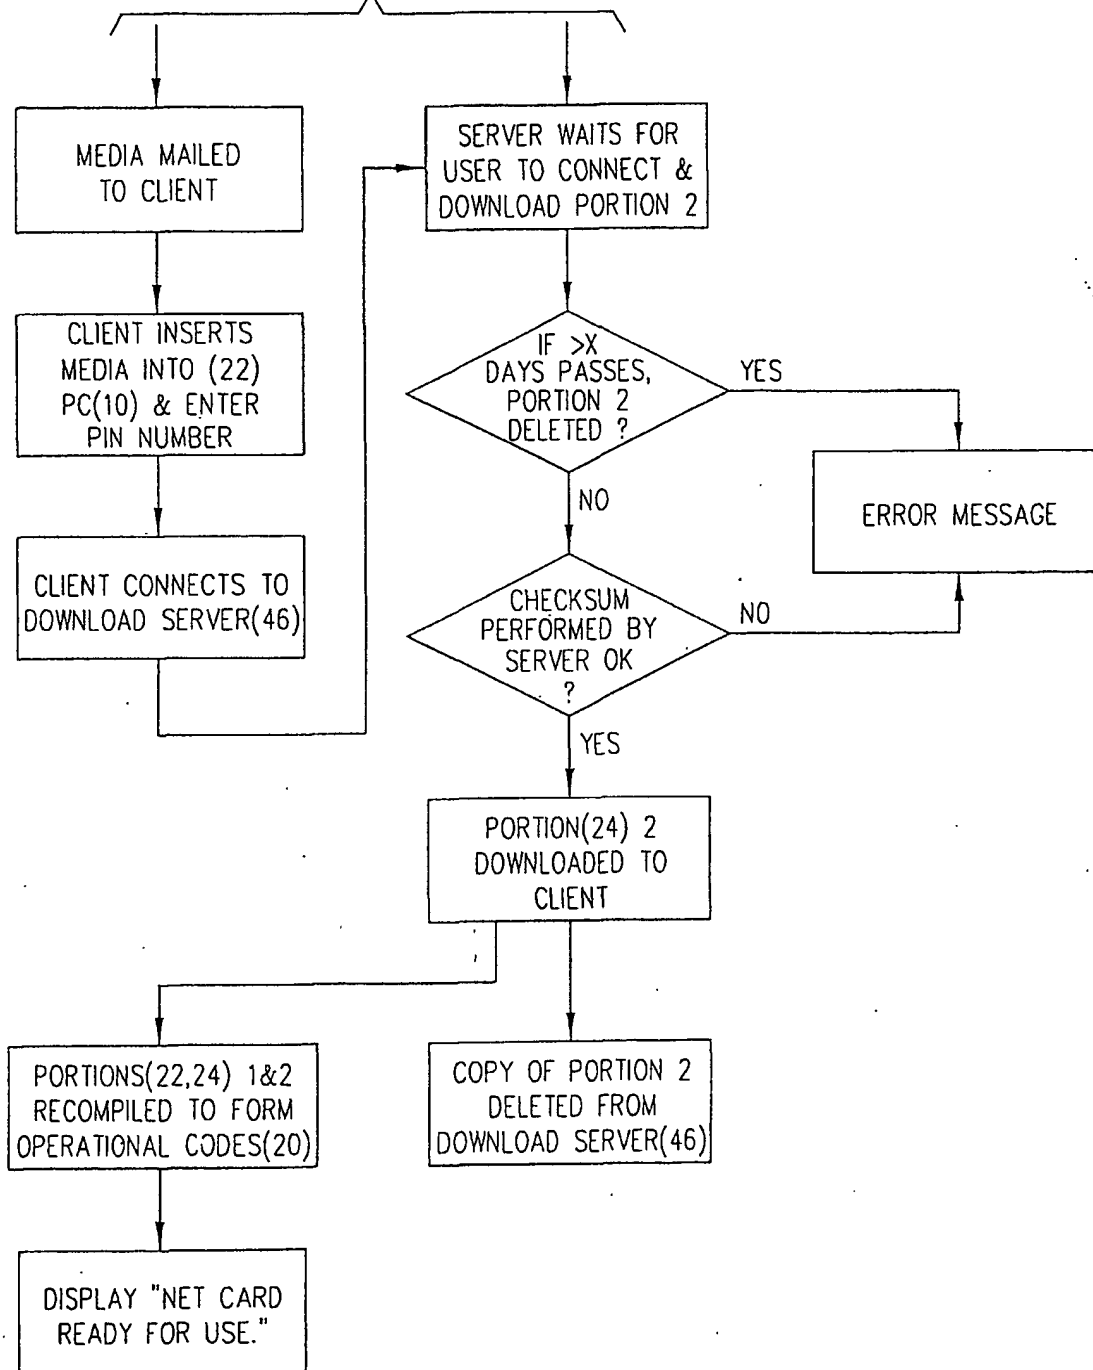 MEDIA MAILED
TO CLIENT
CLIENT INSERTS
MEDIA INTO (22)
PC(10) & ENTER
PIN NUMBER
CLIENT CONNECTS TO
DOWNLOAD SERVER(46)
SERVER WAITS FOR
USER TO CONNECT &
DOWNLOAD PORTION 2
IF >X
DAYS PASSES,
PORTION 2
DELETED ?
YES
NO
ERROR MESSAGE
CHECKSUM
PERFORMED BY
SERVER OK
?
NO
YES
PORTION(24) 2
DOWNLOADED TO
CLIENT
PORTIONS(22,24) 1&2
RECOMPILED TO FORM
OPERATIONAL CODES(20)
COPY OF PORTION 2
DELETED FROM
DOWNLOAD SERVER(46)
DISPLAY "NET CARD
READY FOR USE."